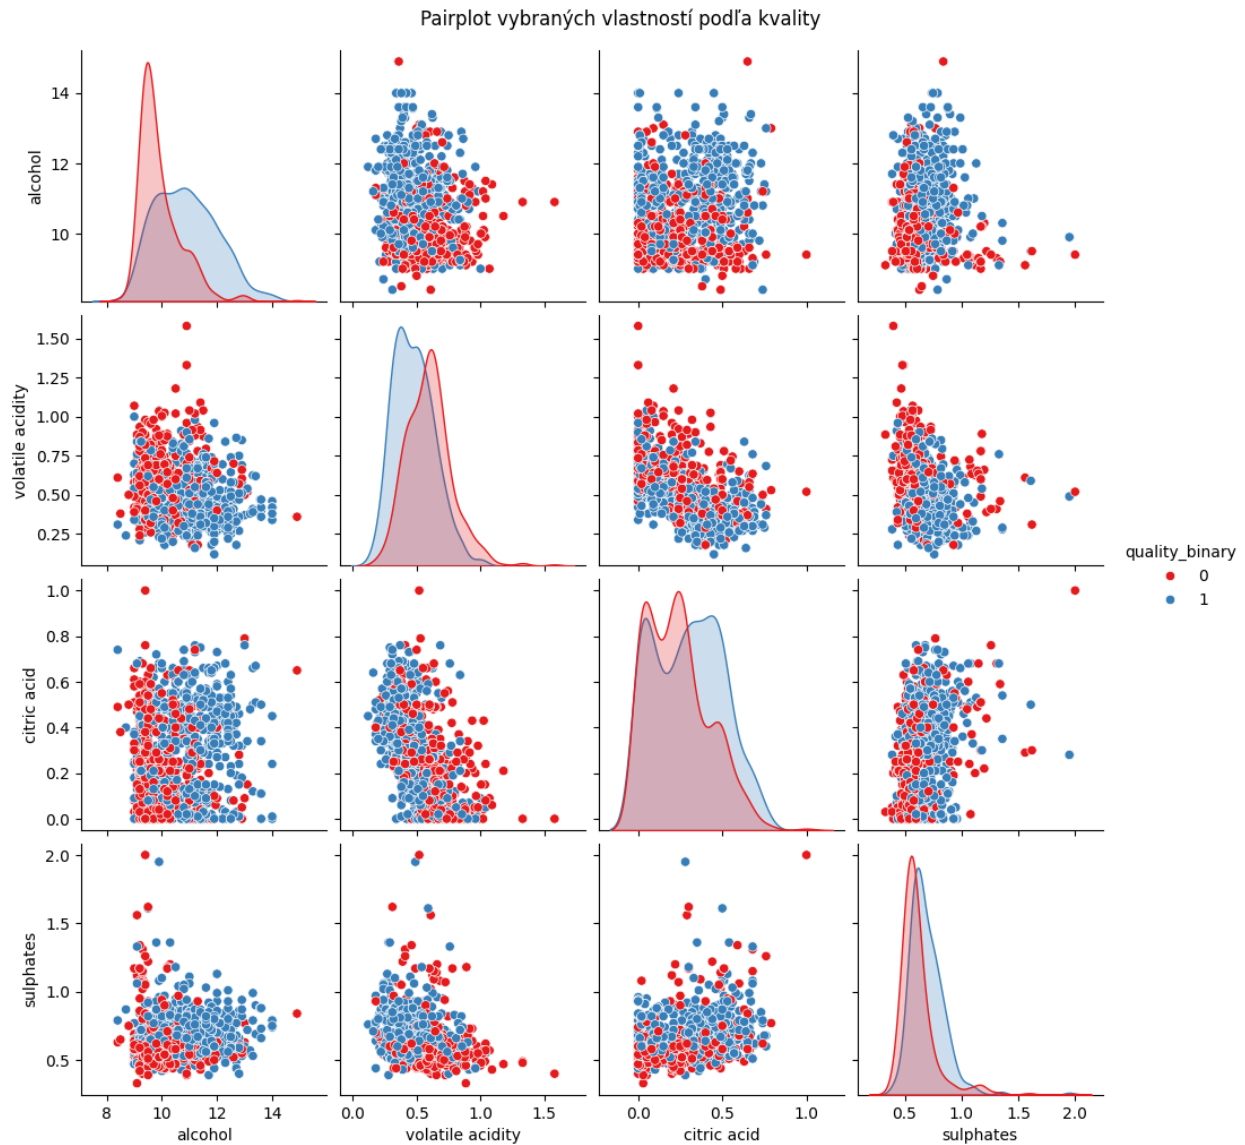 Pairplot vybraných vlastností podľa kvality
14
12
10
alcohol
1.50
1.25
1.00
0.75
0.50
0.25
volatile acidity
1.0
0.8
0.6
0.4
0.2
0.0
citric acid
2.0
1.5
1.0
0.5
sulphates
8 10 12 14
alcohol
0.0 0.5 1.0 1.5
volatile acidity
0.0 0.5 1.0
citric acid
0.5 1.0 1.5 2.0
sulphates
quality_binary
0
1